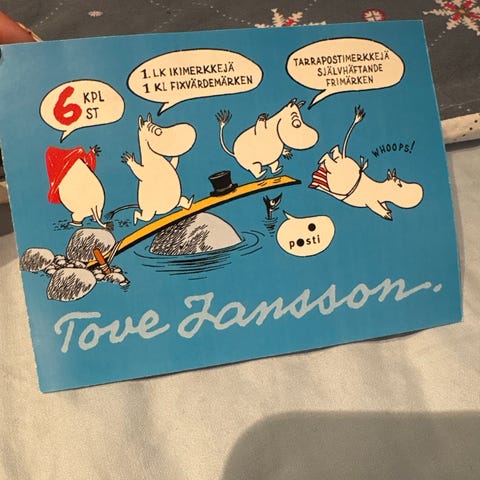 6 KPL
ST
1.LK IKIMERKKEJÄ
1 KL FIXVÄRDEMÄRKEN
TARRAPOSTIMERKKEJÄ
SJÄLVHÄFTANDE
FRIMÄRKEN
WHOOPS!
posti
Tove Jansson.